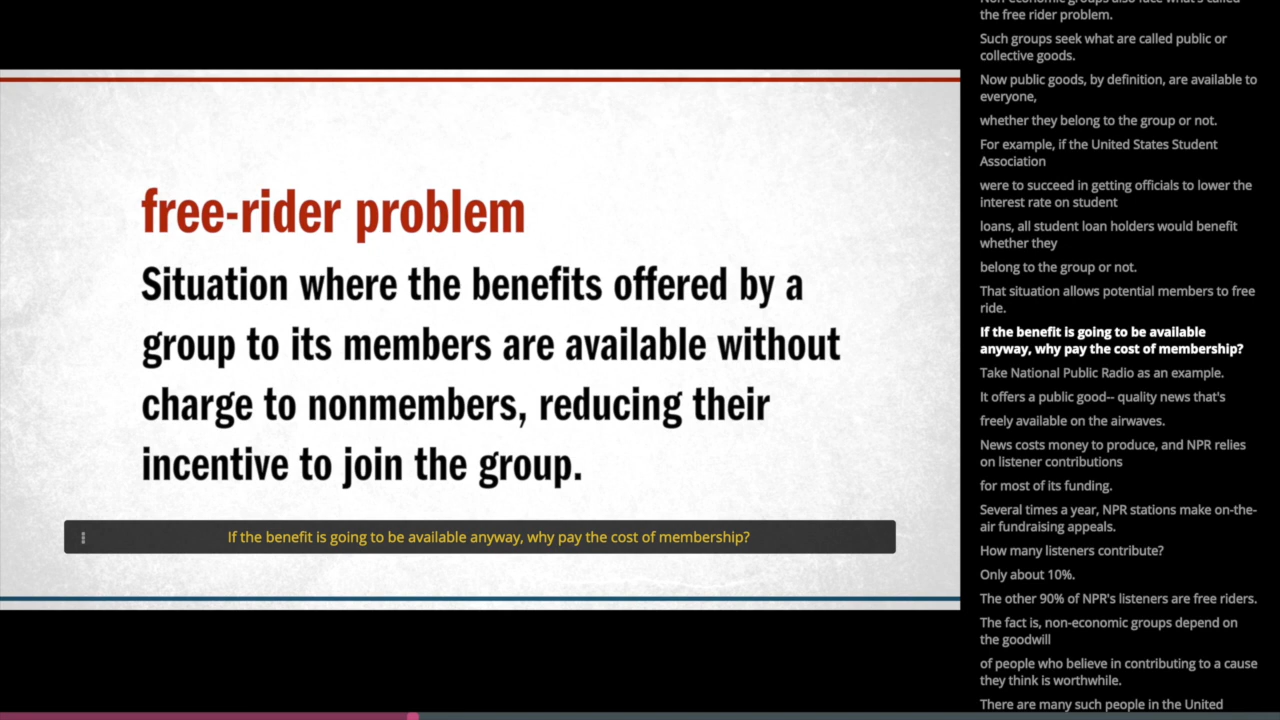 free-rider problem
Situation where the benefits offered by a
group to its members are available without
charge to nonmembers, reducing their
incentive to join the group.
If the benefit is going to be available anyway, why pay the cost of membership?
Non-economic groups also face what's called
the free rider problem.
Such groups seek what are called public or
collective goods.
Now public goods, by definition, are available to
everyone,
whether they belong to the group or not.
For example, if the United States Student
Association
were to succeed in getting officials to lower the
interest rate on student
loans, all student loan holders would benefit
whether they
belong to the group or not.
That situation allows potential members to free
ride.
If the benefit is going to be available
anyway, why pay the cost of membership?
Take National Public Radio as an example.
It offers a public good-- quality news that's
freely available on the airwaves.
News costs money to produce, and NPR relies
on listener contributions
for most of its funding.
Several times a year, NPR stations make on-the-
air fundraising appeals.
How many listeners contribute?
Only about 10%.
The other 90% of NPR's listeners are free riders.
The fact is, non-economic groups depend on
the goodwill
of people who believe in contributing to a cause
they think is worthwhile.
There are many such people in the United